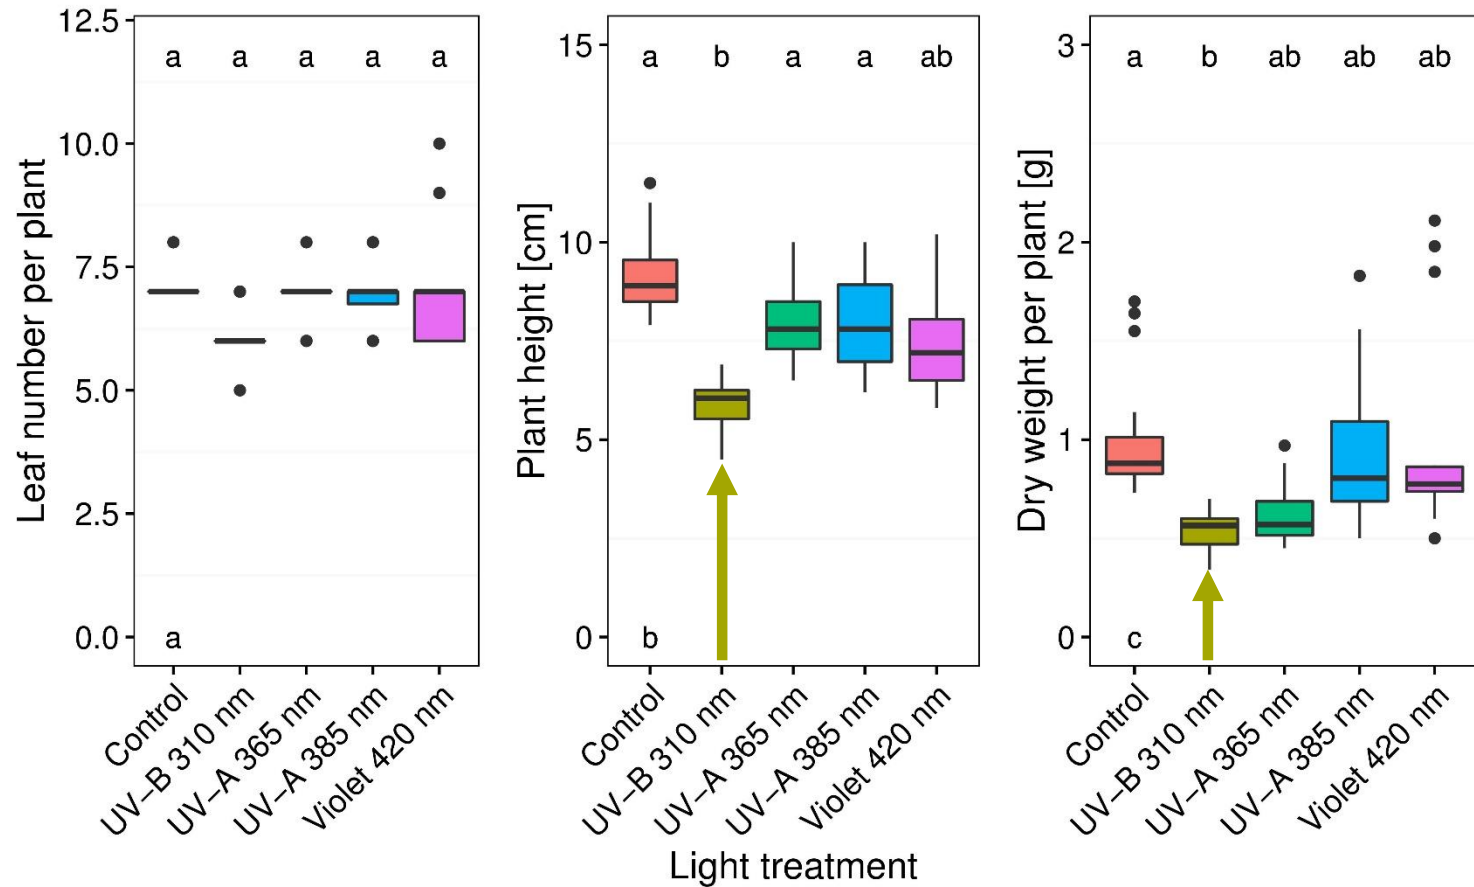 Leaf number per plant
12.5
10.0
7.5
5.0
2.5
0.0
a a a a a
a
Control
UV−B 310 nm
UV−A 365 nm
UV−A 385 nm
Violet 420 nm
Plant height [cm]
15
10
5
0
a b a a ab
b
Control
UV−B 310 nm
UV−A 365 nm
UV−A 385 nm
Violet 420 nm
Dry weight per plant [g]
3
2
1
0
a b ab ab ab
c
Control
UV−B 310 nm
UV−A 365 nm
UV−A 385 nm
Violet 420 nm
Light treatment